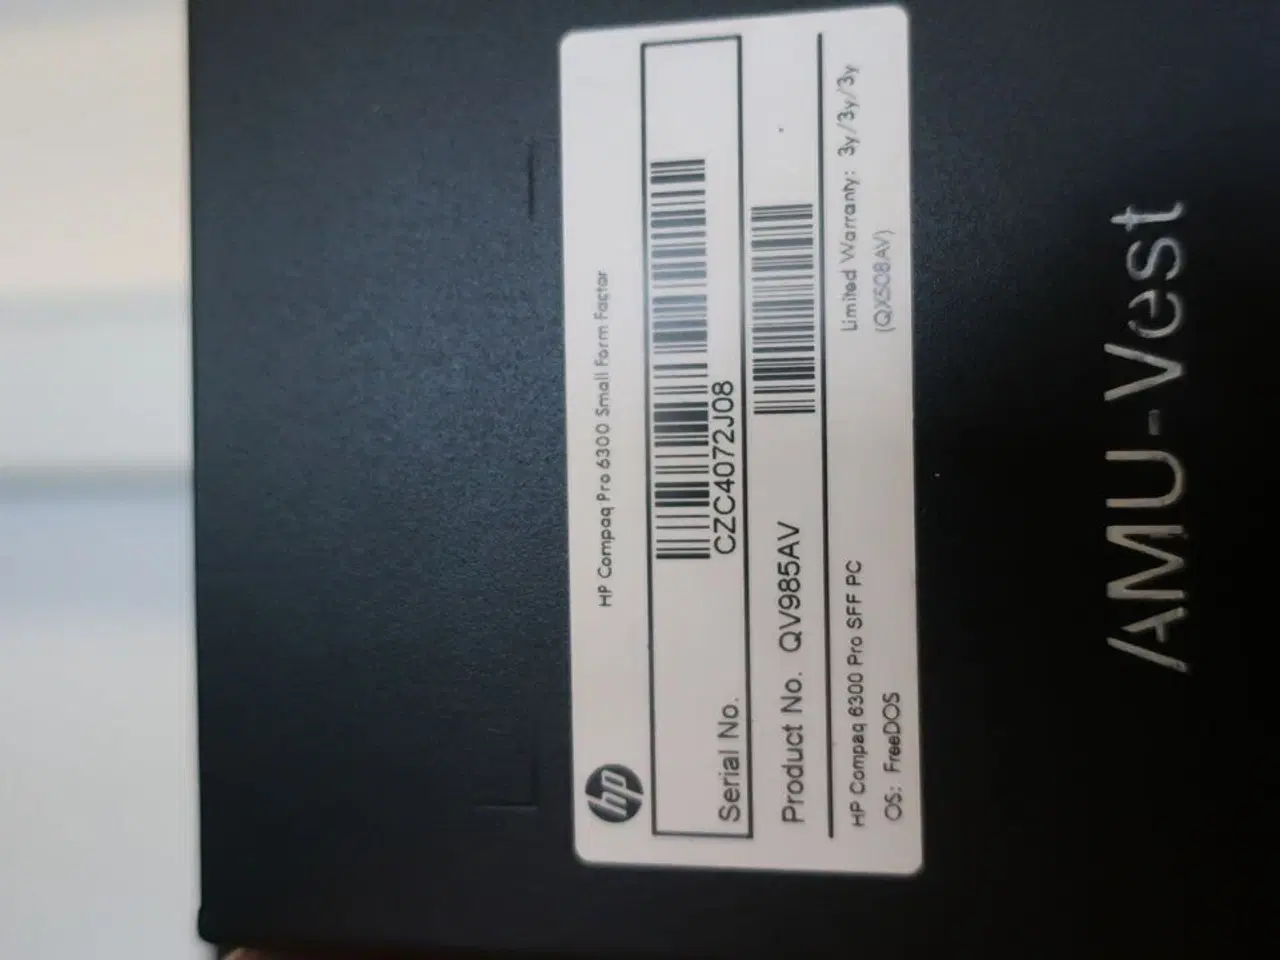 hp
HP Compaq Pro 6300 Small Form Factor
Serial No. CZC4072J08
Product No. QV985AV
HP Compaq 6300 Pro SFF PC
Limited Warranty: 3y/3y/3y
OS: FreeDOS
(QX508AV)
AMU-Vest